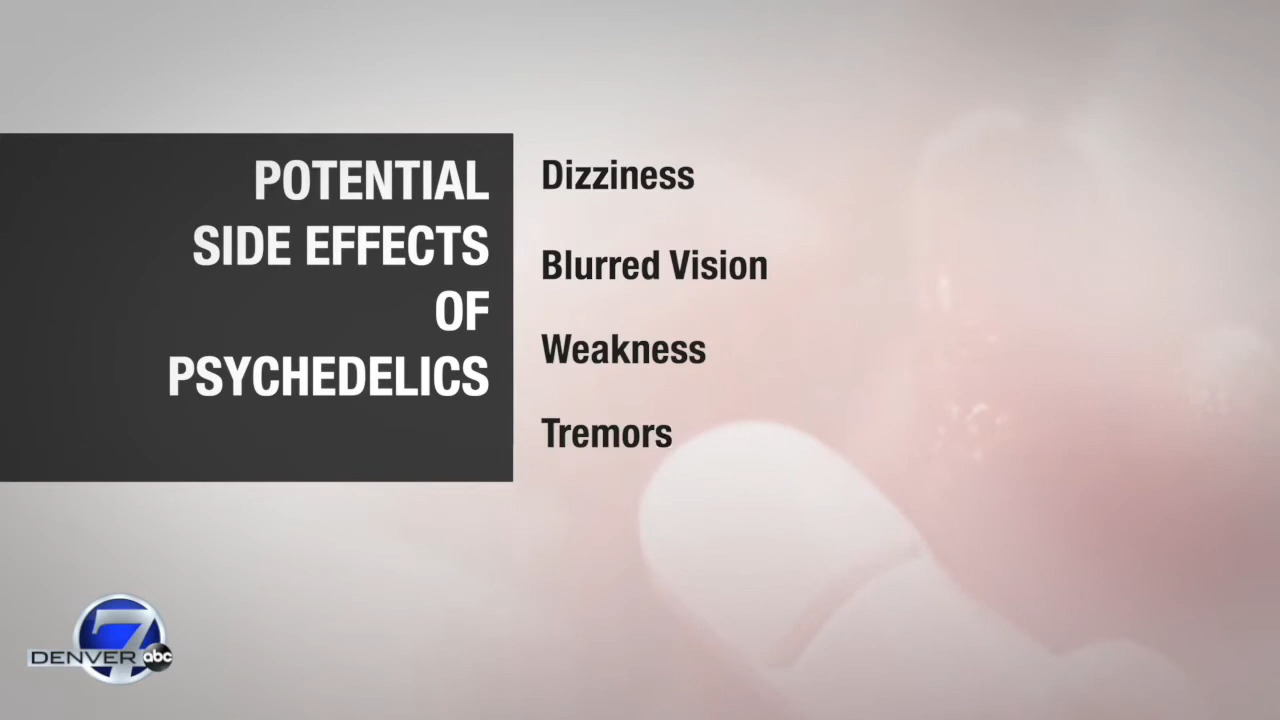 POTENTIAL
SIDE EFFECTS
OF
PSYCHEDELICS
Dizziness
Blurred Vision
Weakness
Tremors
7
DENVER abc